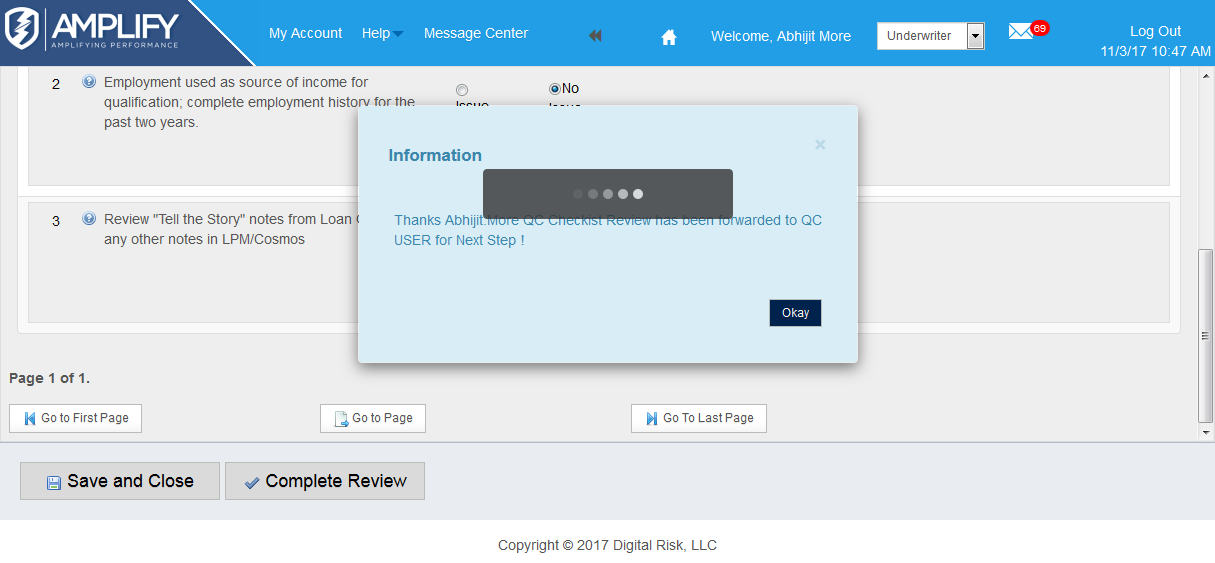 AMPLIFY
AMPLIFYING PERFORMANCE
My Account Help Message Center Welcome, Abhijit More Underwriter 69 Log Out
11/3/17 10:47 AM
2 Employment used as source of income for
qualification; complete employment history for the
past two years.
Issue No
Issue
Information ×
Thanks Abhijit.More QC Checkist Review has been forwarded to QC
USER for Next Step !
Okay
3 Review "Tell the Story" notes from Loan
any other notes in LPM/Cosmos
Page 1 of 1.
Go to First Page Go to Page Go To Last Page
Save and Close Complete Review
Copyright © 2017 Digital Risk, LLC